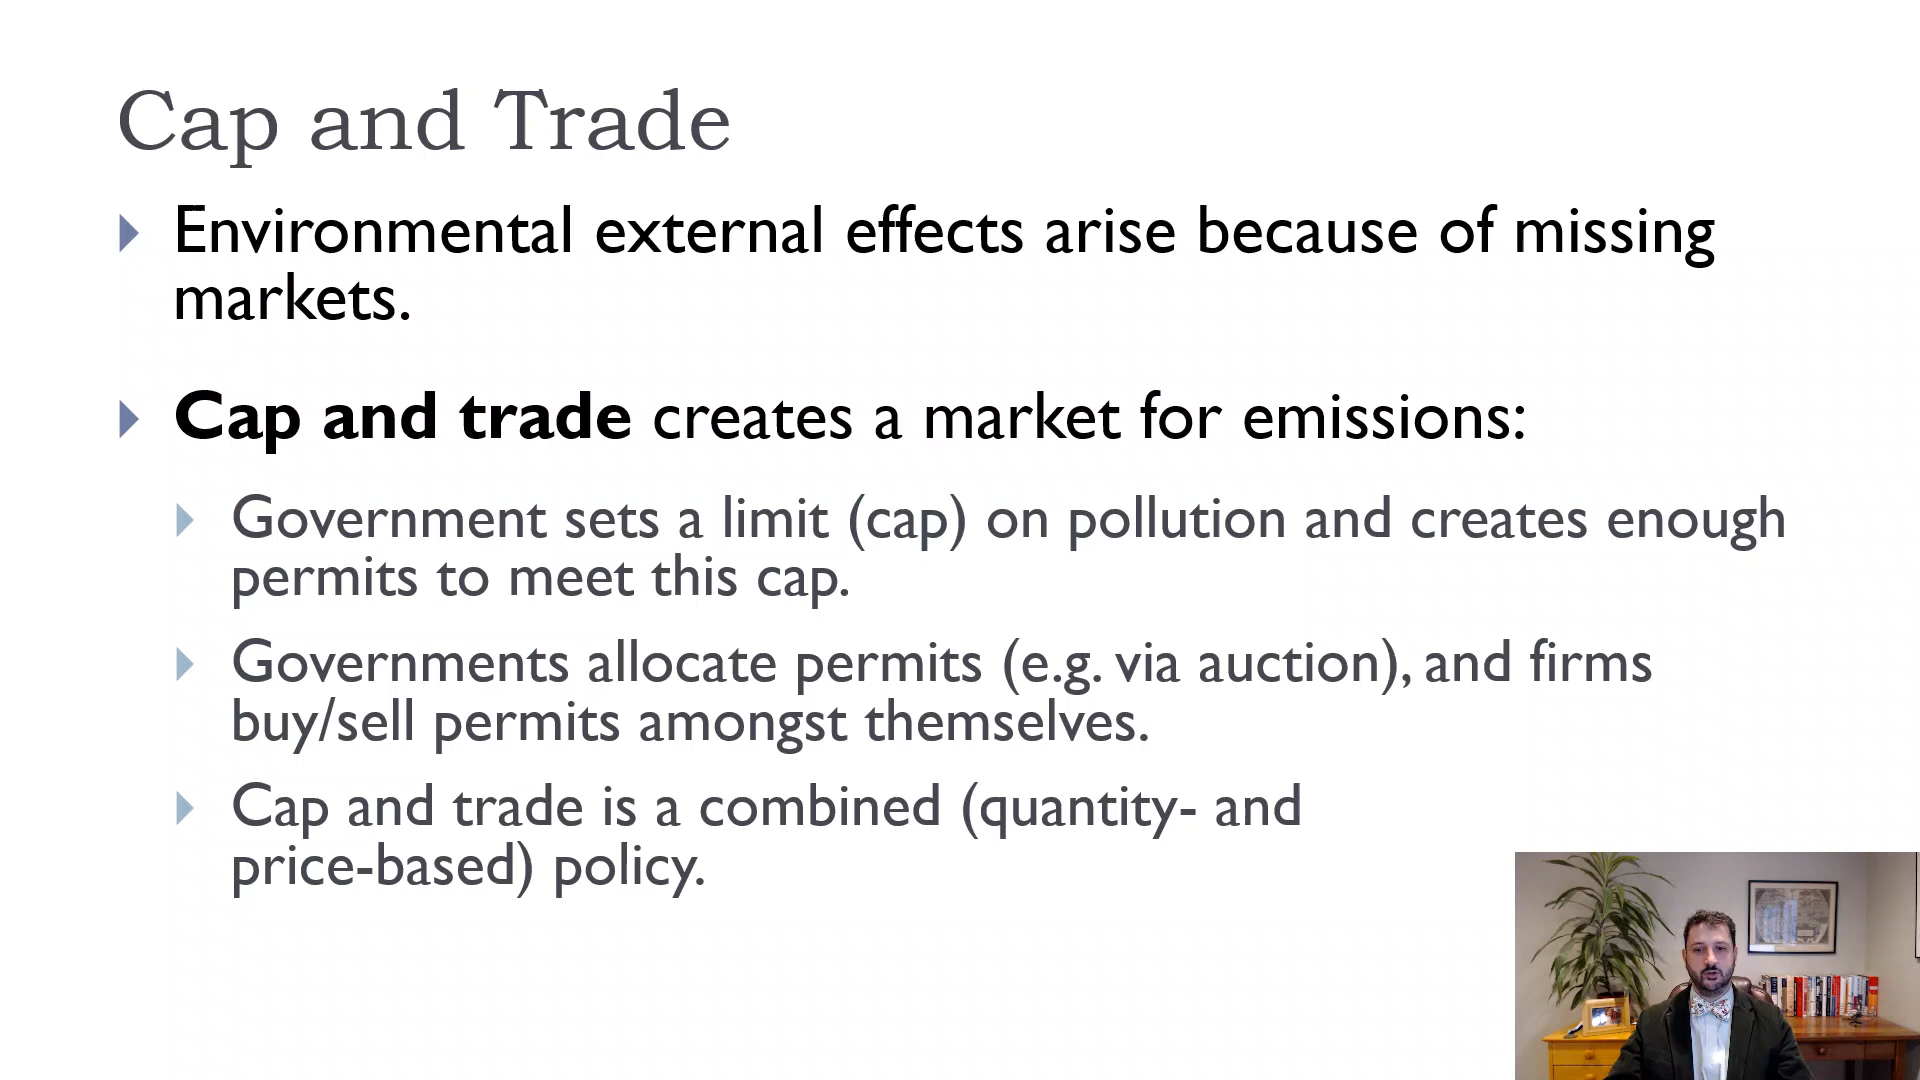 Cap and Trade
Environmental external effects arise because of missing
markets.
Cap and trade creates a market for emissions:
Government sets a limit (cap) on pollution and creates enough
permits to meet this cap.
Governments allocate permits (e.g. via auction), and firms
buy/sell permits amongst themselves.
Cap and trade is a combined (quantity- and
price-based) policy.